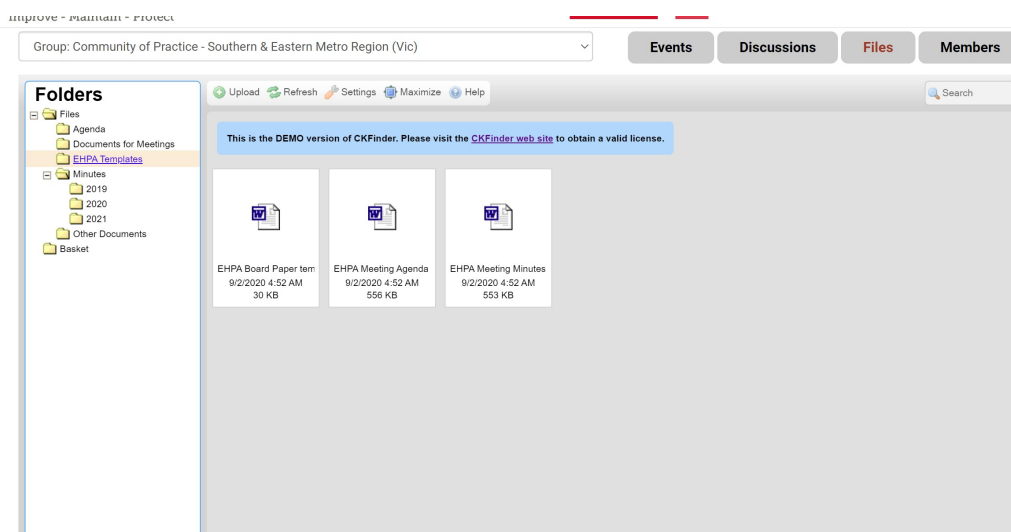 Improve - Maintain - Protect
Group: Community of Practice - Southern & Eastern Metro Region (Vic)
Events
Discussions
Files
Members
Folders
Files
Agenda
Documents for Meetings
EHPA Templates
Minutes
2019
2020
2021
Other Documents
Basket
Upload Refresh Settings Maximize Help
Search
This is the DEMO version of CKFinder. Please visit the CKFinder web site to obtain a valid license.
EHPA Board Paper tem
9/2/2020 4:52 AM
30 KB
EHPA Meeting Agenda
9/2/2020 4:52 AM
556 KB
EHPA Meeting Minutes
9/2/2020 4:52 AM
553 KB